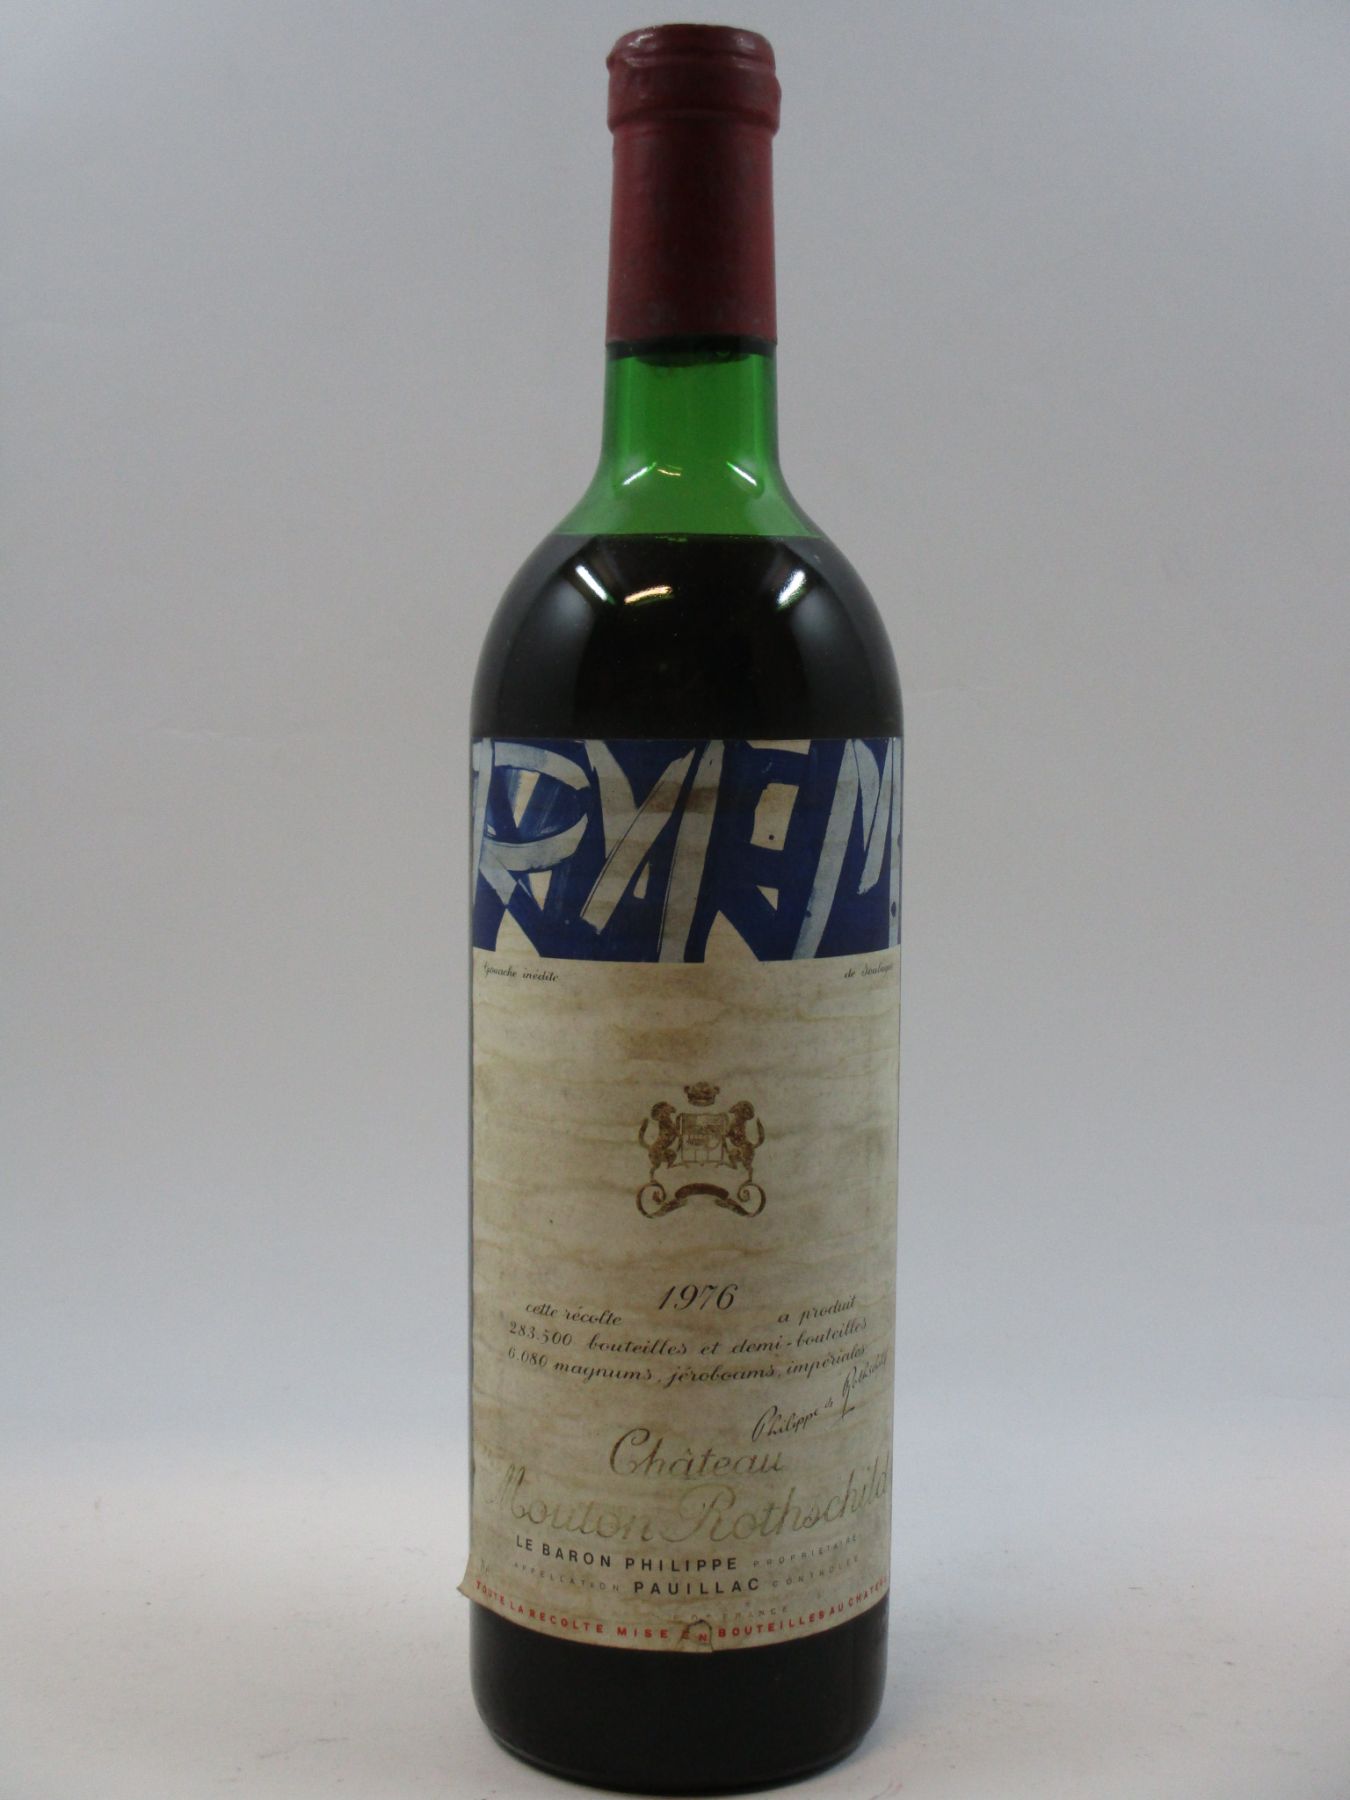 Gouache inédite de Soulages
1976
cette récolte a produit
283.500 bouteilles et demi-bouteilles
6.080 magnums, jéroboams, impériales
Philippe de Rothschild
Château
Mouton Rothschild
LE BARON PHILIPPE PROPRIÉTAIRE
APPELLATION PAUILLAC CONTRÔLÉE
FRANCE
TOUTE LA RÉCOLTE MISE EN BOUTEILLES AU CHATEAU